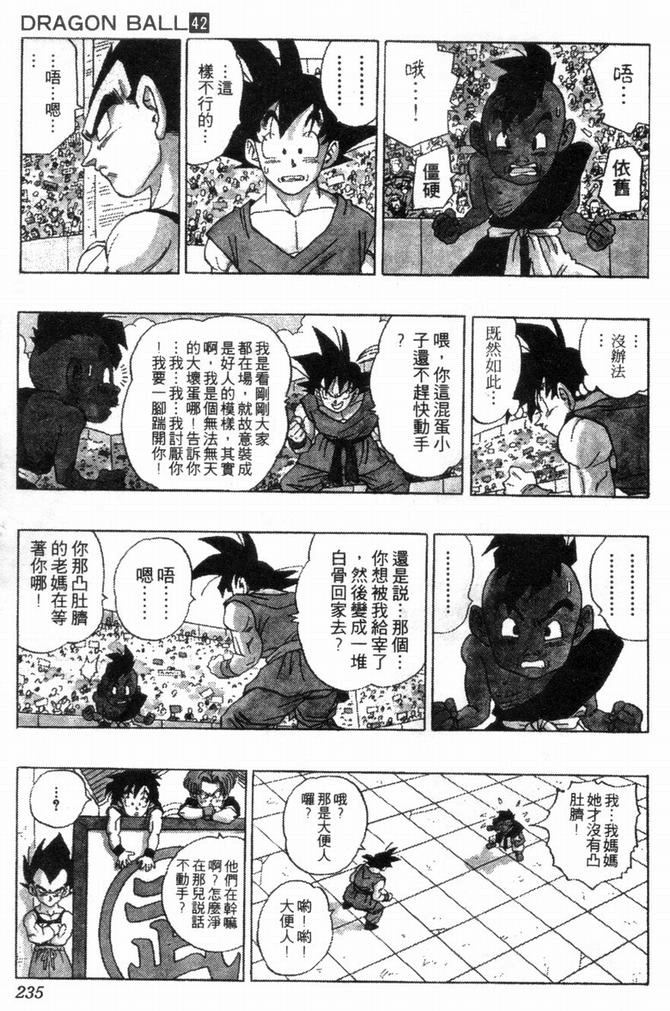 DRAGON BALL 42
唔…
哦…！
依舊
僵硬
………
…這
樣不行的…
…唔…嗯…
…沒辦法
既然如此…
喂，你這混蛋小
子還不趕快動手
？
我是看剛剛大家
都在場，就故意裝成
是好人的模樣，其實
啊，我是個無法無天
的大壞蛋哪！告訴你
…我…我…我討厭你
！我要一腳踹開你！
………
還是說…那個…
你想被我給宰了
，然後變成一堆
白骨回家去？
唔……
嗯……
你那凸肚臍
的老媽在等
著你哪！
我…我媽媽
她才沒有凸
肚臍！
哦？
那是大便人
囉？
喲！喲！
大便人！
他們在幹嘛
啊？怎麼淨
在那兒說話
不動手？
…？
武
235